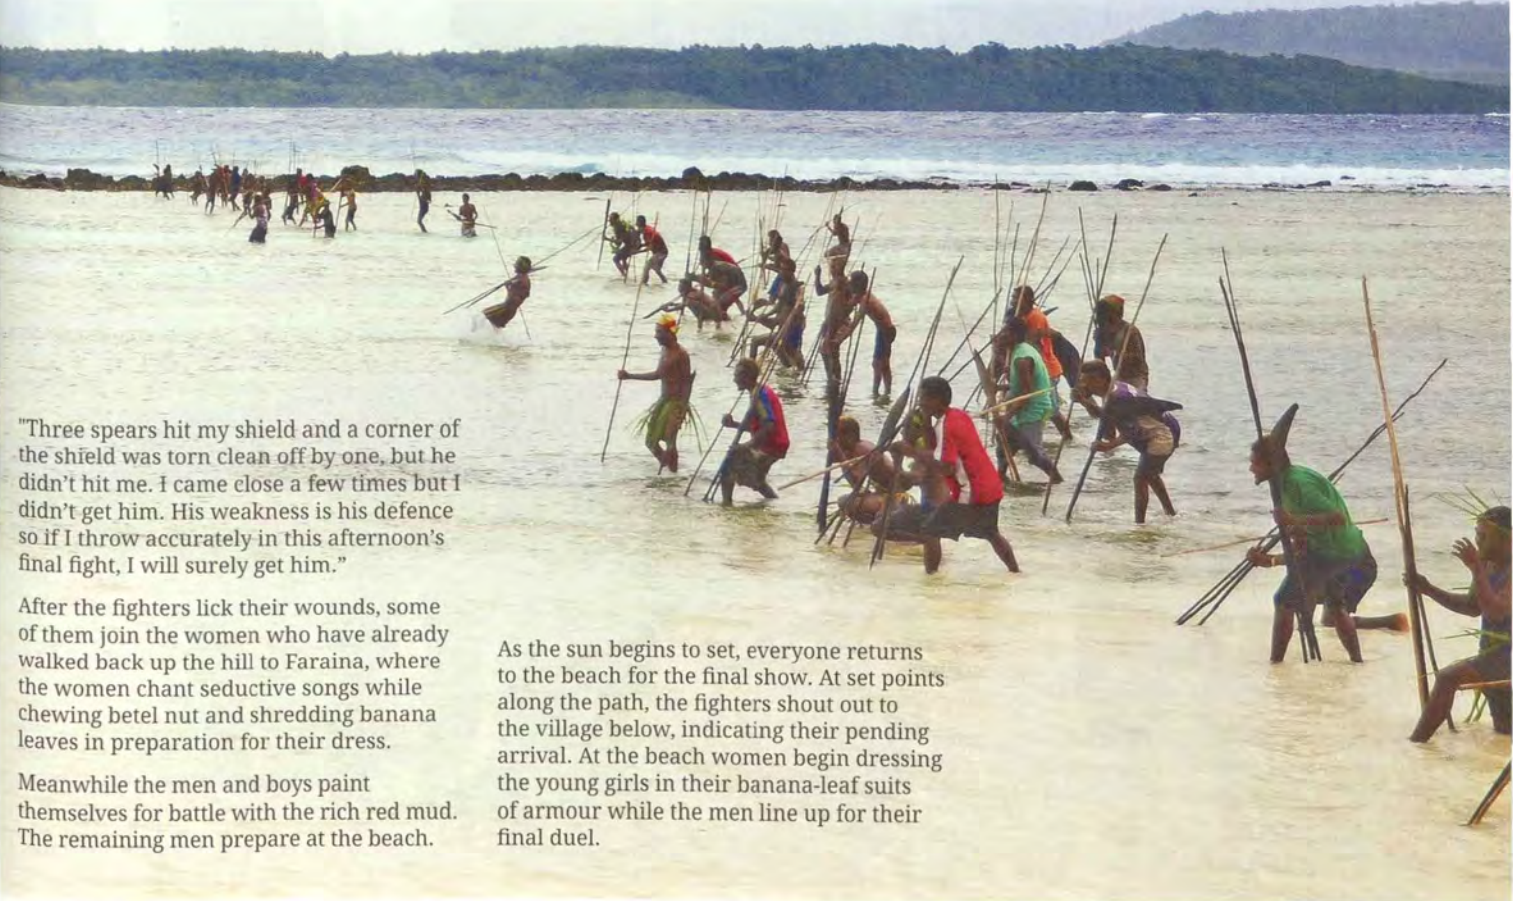 "Three spears hit my shield and a corner of
the shield was torn clean off by one, but he
didn't hit me. I came close a few times but I
didn't get him. His weakness is his defence
so if I throw accurately in this afternoon's
final fight, I will surely get him."
After the fighters lick their wounds, some
of them join the women who have already
walked back up the hill to Faraina, where
the women chant seductive songs while
chewing betel nut and shredding banana
leaves in preparation for their dress.
Meanwhile the men and boys paint
themselves for battle with the rich red mud.
The remaining men prepare at the beach.
As the sun begins to set, everyone returns
to the beach for the final show. At set points
along the path, the fighters shout out to
the village below, indicating their pending
arrival. At the beach women begin dressing
the young girls in their banana-leaf suits
of armour while the men line up for their
final duel.